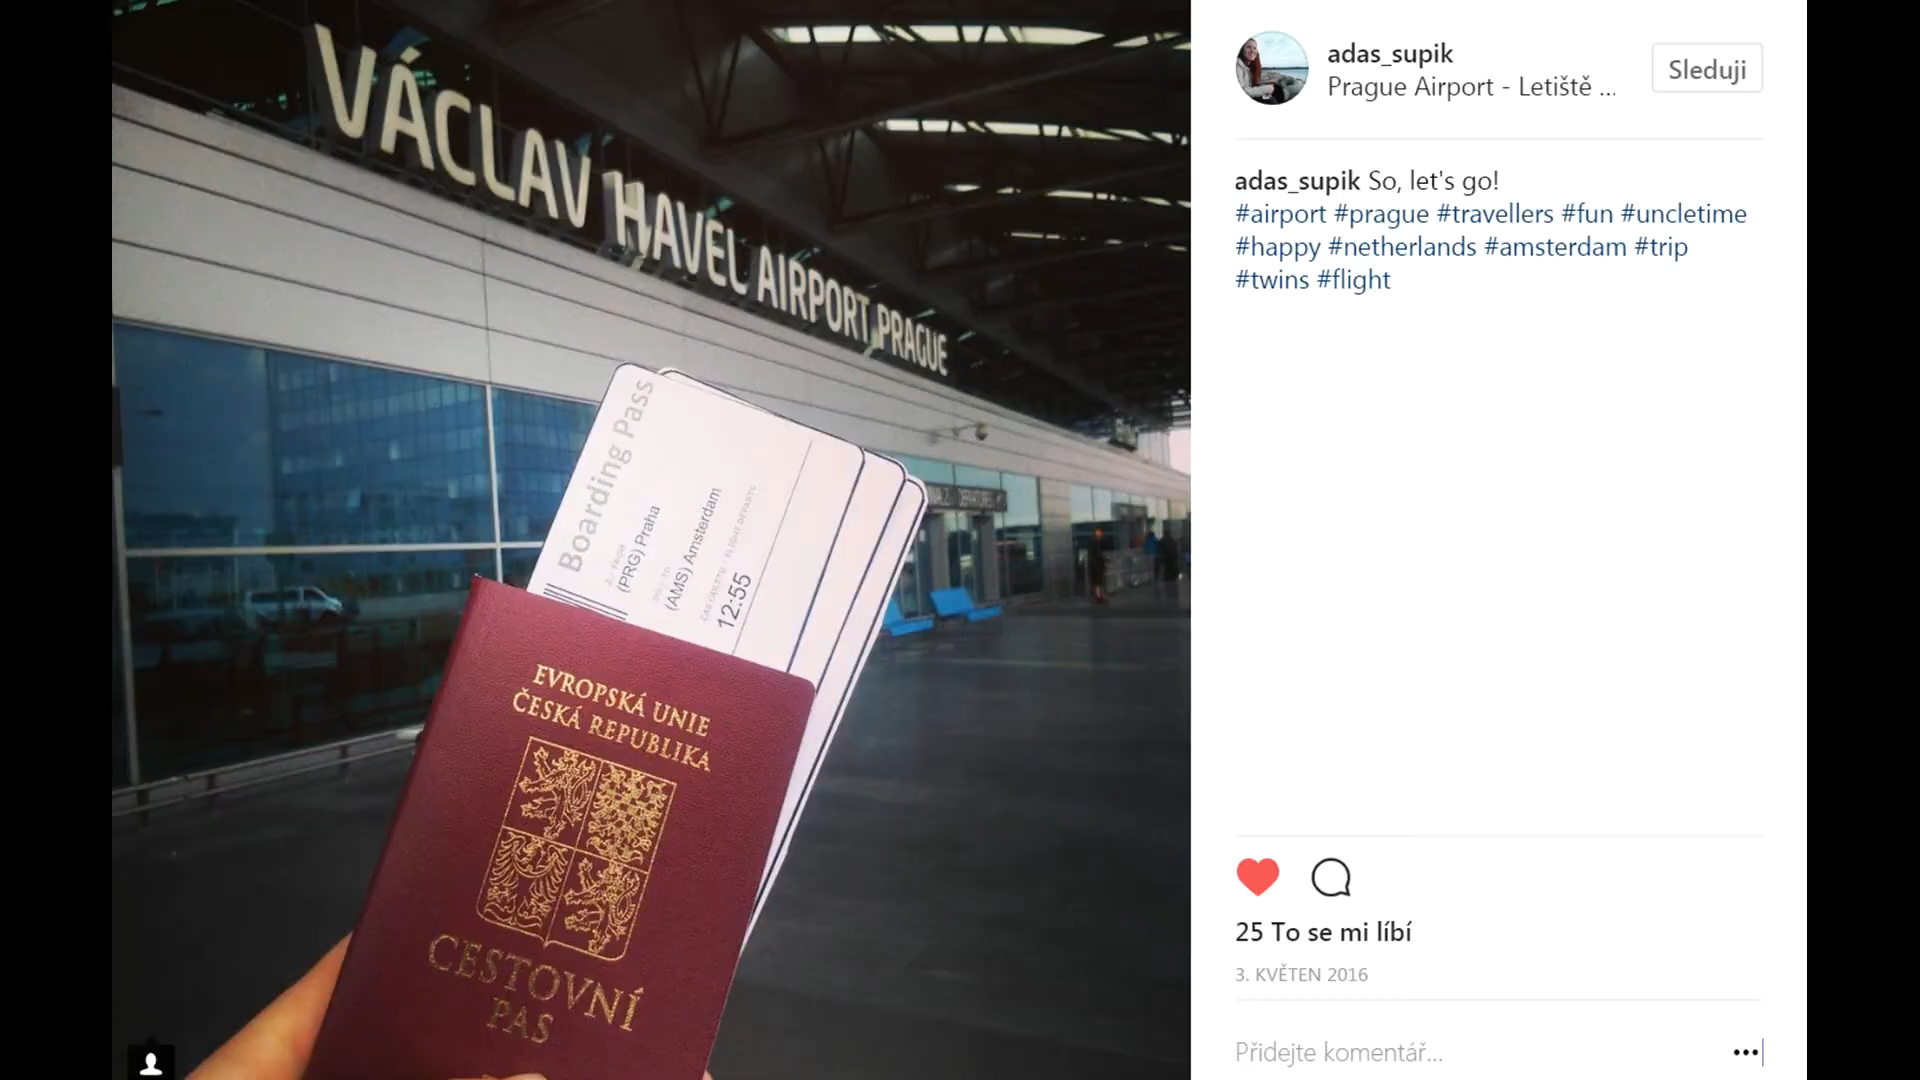 VÁCLAV HAVEL AIRPORT PRAGUE
Boarding Pass
(PRG) Praha
(AMS) Amsterdam
12:55
EVROPSKÁ UNIE
ČESKÁ REPUBLIKA
CESTOVNÍ
PAS
adas_supik
Prague Airport - Letiště ...
Sleduji
adas_supik So, let's go!
#airport #prague #travellers #fun #uncletime
#happy #netherlands #amsterdam #trip
#twins #flight
25 To se mi líbí
3. KVĚTEN 2016
Přidejte komentář...